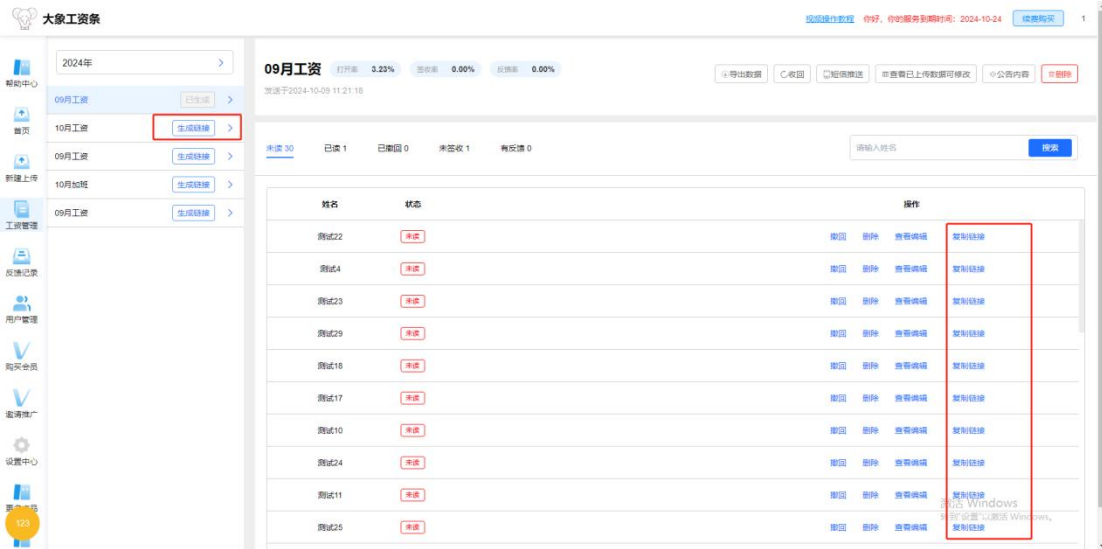 大象工资条
视频操作教程 你好，你的服务到期时间：2024-10-24 续费购买 1
帮助中心
首页
新建上传
工资管理
反馈记录
用户管理
购买会员
邀请推广
设置中心
123
2024年
09月工资 已生成
10月工资 生成链接
09月工资 生成链接
10月加班 生成链接
09月工资 生成链接
09月工资 打开率 3.23% 签收率 0.00% 反馈率 0.00%
发送于2024-10-09 11:21:18
导出数据 收回 短信推送 查看已上传数据可修改 公告内容 删除
未读 30 已读 1 已撤回 0 未签收 1 有反馈 0
请输入姓名 搜索
姓名 状态 操作
测试22 未读 撤回 删除 查看编辑 复制链接
测试4 未读 撤回 删除 查看编辑 复制链接
测试23 未读 撤回 删除 查看编辑 复制链接
测试29 未读 撤回 删除 查看编辑 复制链接
测试18 未读 撤回 删除 查看编辑 复制链接
测试17 未读 撤回 删除 查看编辑 复制链接
测试10 未读 撤回 删除 查看编辑 复制链接
测试24 未读 撤回 删除 查看编辑 复制链接
测试11 未读 撤回 删除 查看编辑 复制链接
测试25 未读 撤回 删除 查看编辑 复制链接
激活 Windows
转到"设置"以激活 Windows。